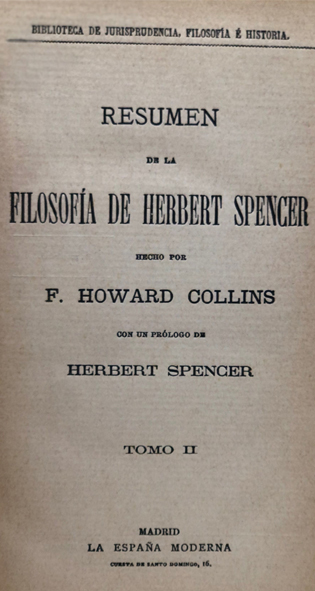 BIBLIOTECA DE JURISPRUDENCIA, FILOSOFÍA É HISTORIA.
RESUMEN
DE LA
FILOSOFÍA DE HERBERT SPENCER
HECHO POR
F. HOWARD COLLINS
CON UN PRÓLOGO DE
HERBERT SPENCER
TOMO II
MADRID
LA ESPAÑA MODERNA
CUESTA DE SANTO DOMINGO, 16.